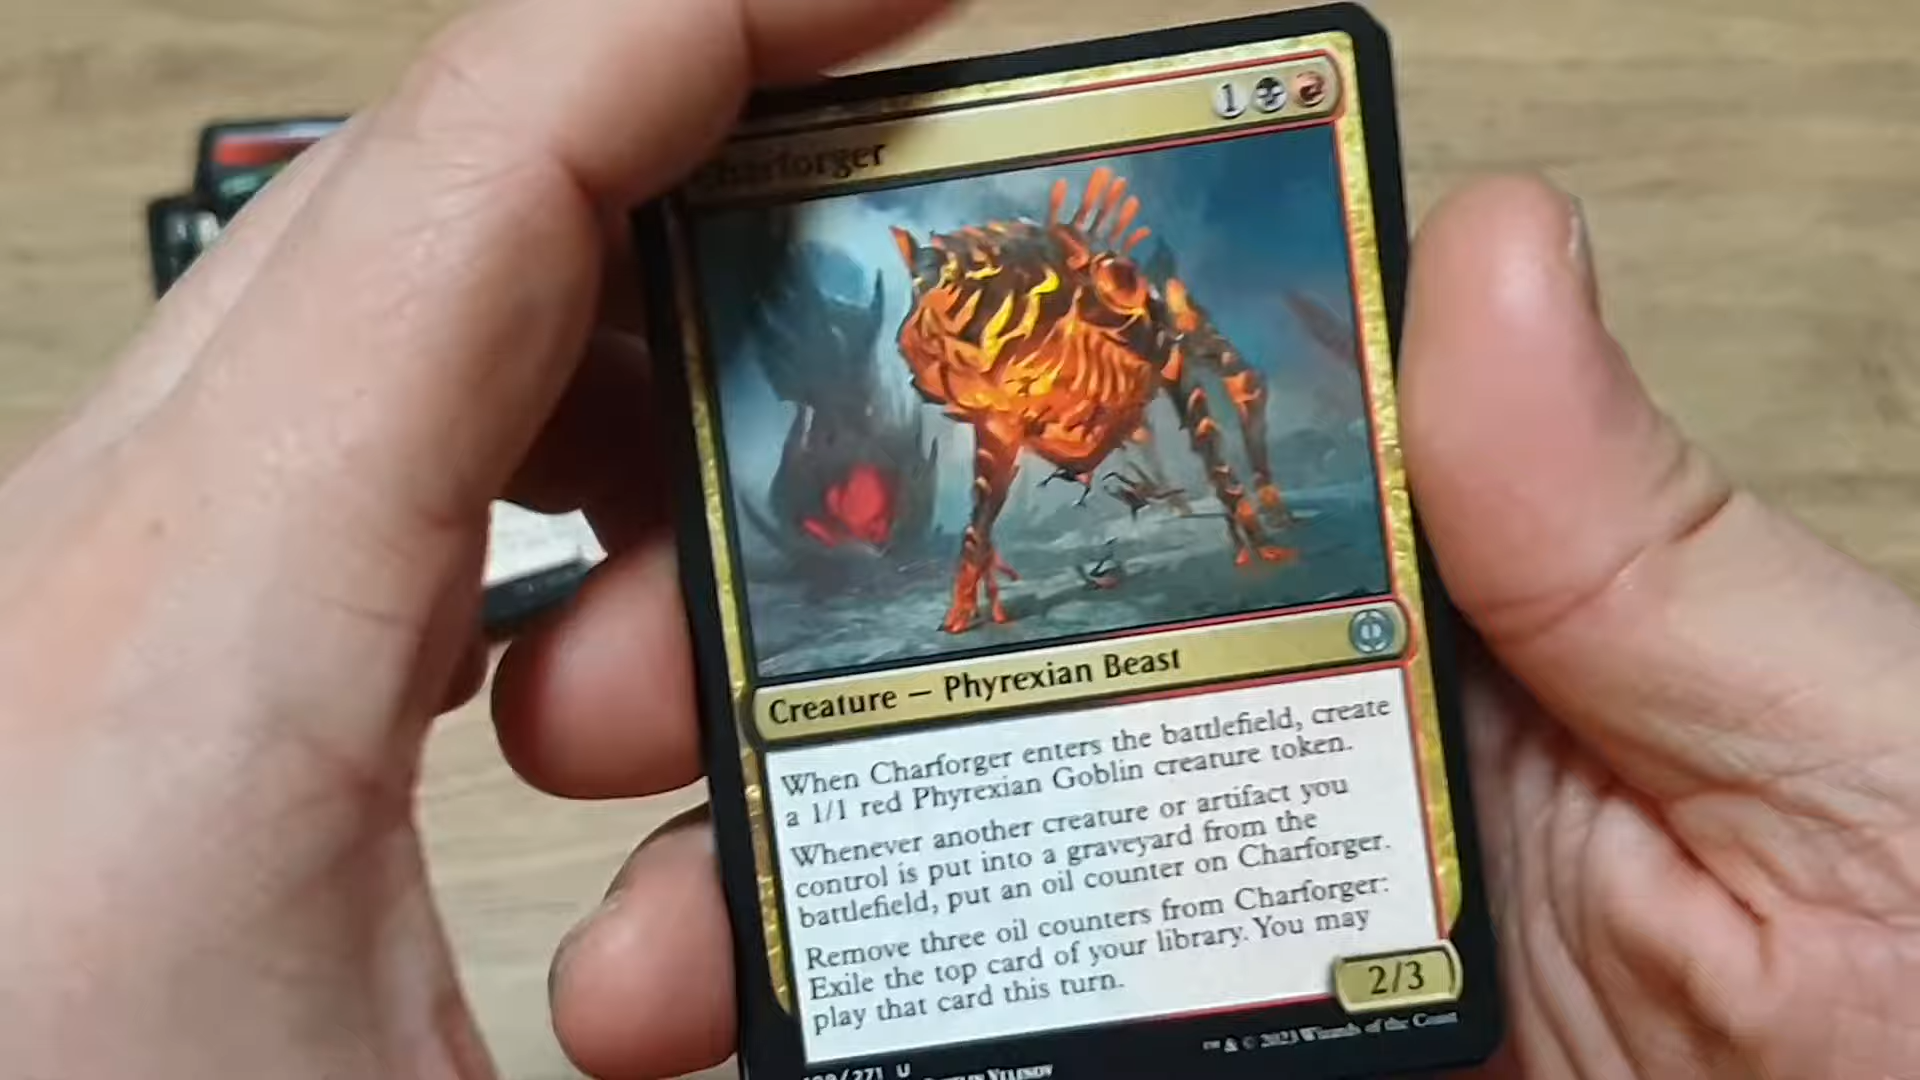 Charforger
1
Creature — Phyrexian Beast
When Charforger enters the battlefield, create
a 1/1 red Phyrexian Goblin creature token.
Whenever another creature or artifact you
control is put into a graveyard from the
battlefield, put an oil counter on Charforger.
Remove three oil counters from Charforger:
Exile the top card of your library. You may
play that card this turn.
2/3
™ & © 2023 Wizards of the Coast
/271 U